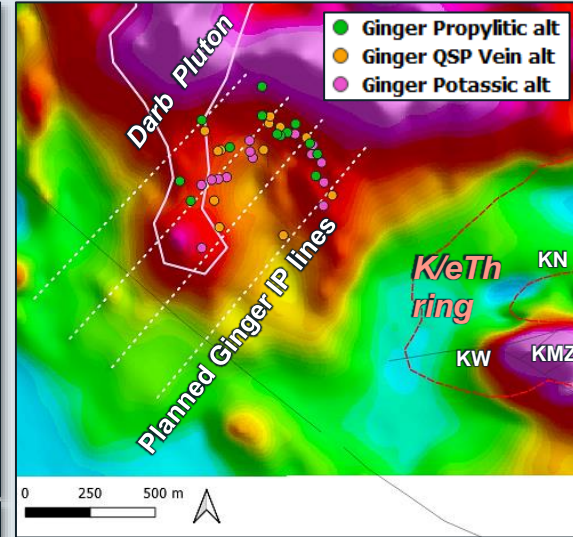 Ginger Propylitic alt
Ginger QSP Vein alt
Ginger Potassic alt
Darb Pluton
K/eTh
ring
KN
KW
KMZ
Planned Ginger IP lines
0 250 500 m